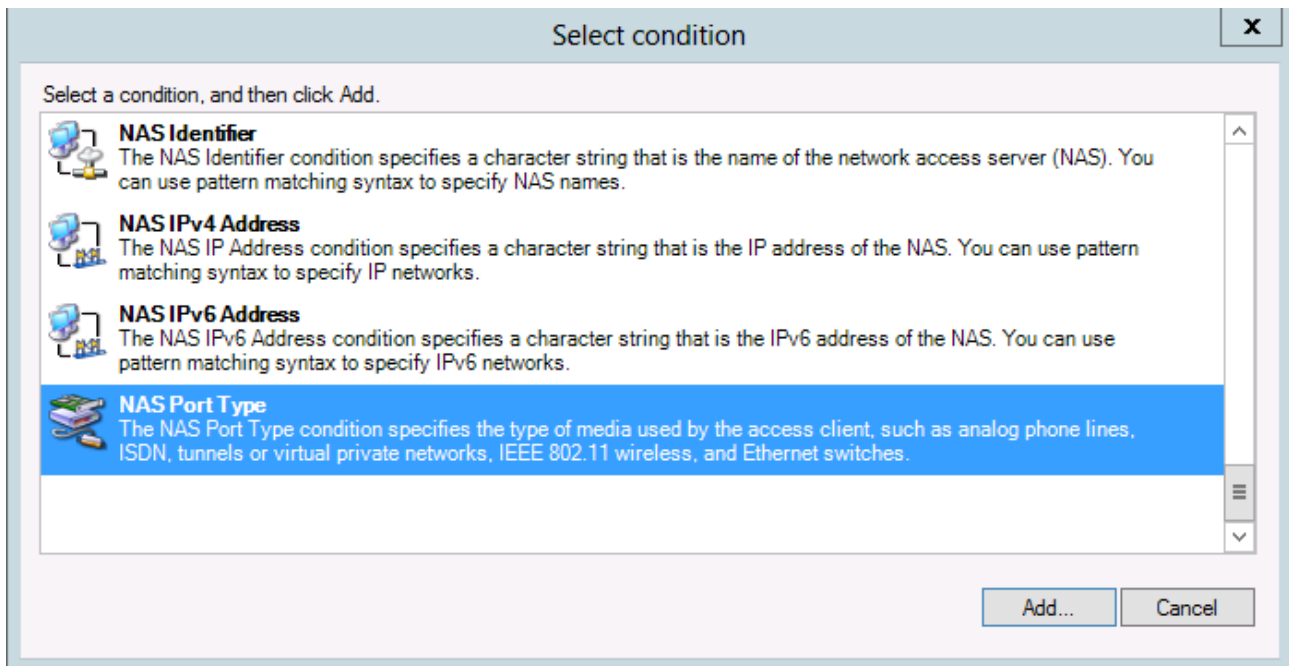 Select condition
x
Select a condition, and then click Add.
NAS Identifier
The NAS Identifier condition specifies a character string that is the name of the network access server (NAS). You
can use pattern matching syntax to specify NAS names.
NAS IPv4 Address
The NAS IP Address condition specifies a character string that is the IP address of the NAS. You can use pattern
matching syntax to specify IP networks.
NAS IPv6 Address
The NAS IPv6 Address condition specifies a character string that is the IPv6 address of the NAS. You can use
pattern matching syntax to specify IPv6 networks.
NAS Port Type
The NAS Port Type condition specifies the type of media used by the access client, such as analog phone lines,
ISDN, tunnels or virtual private networks, IEEE 802.11 wireless, and Ethernet switches.
Add... Cancel